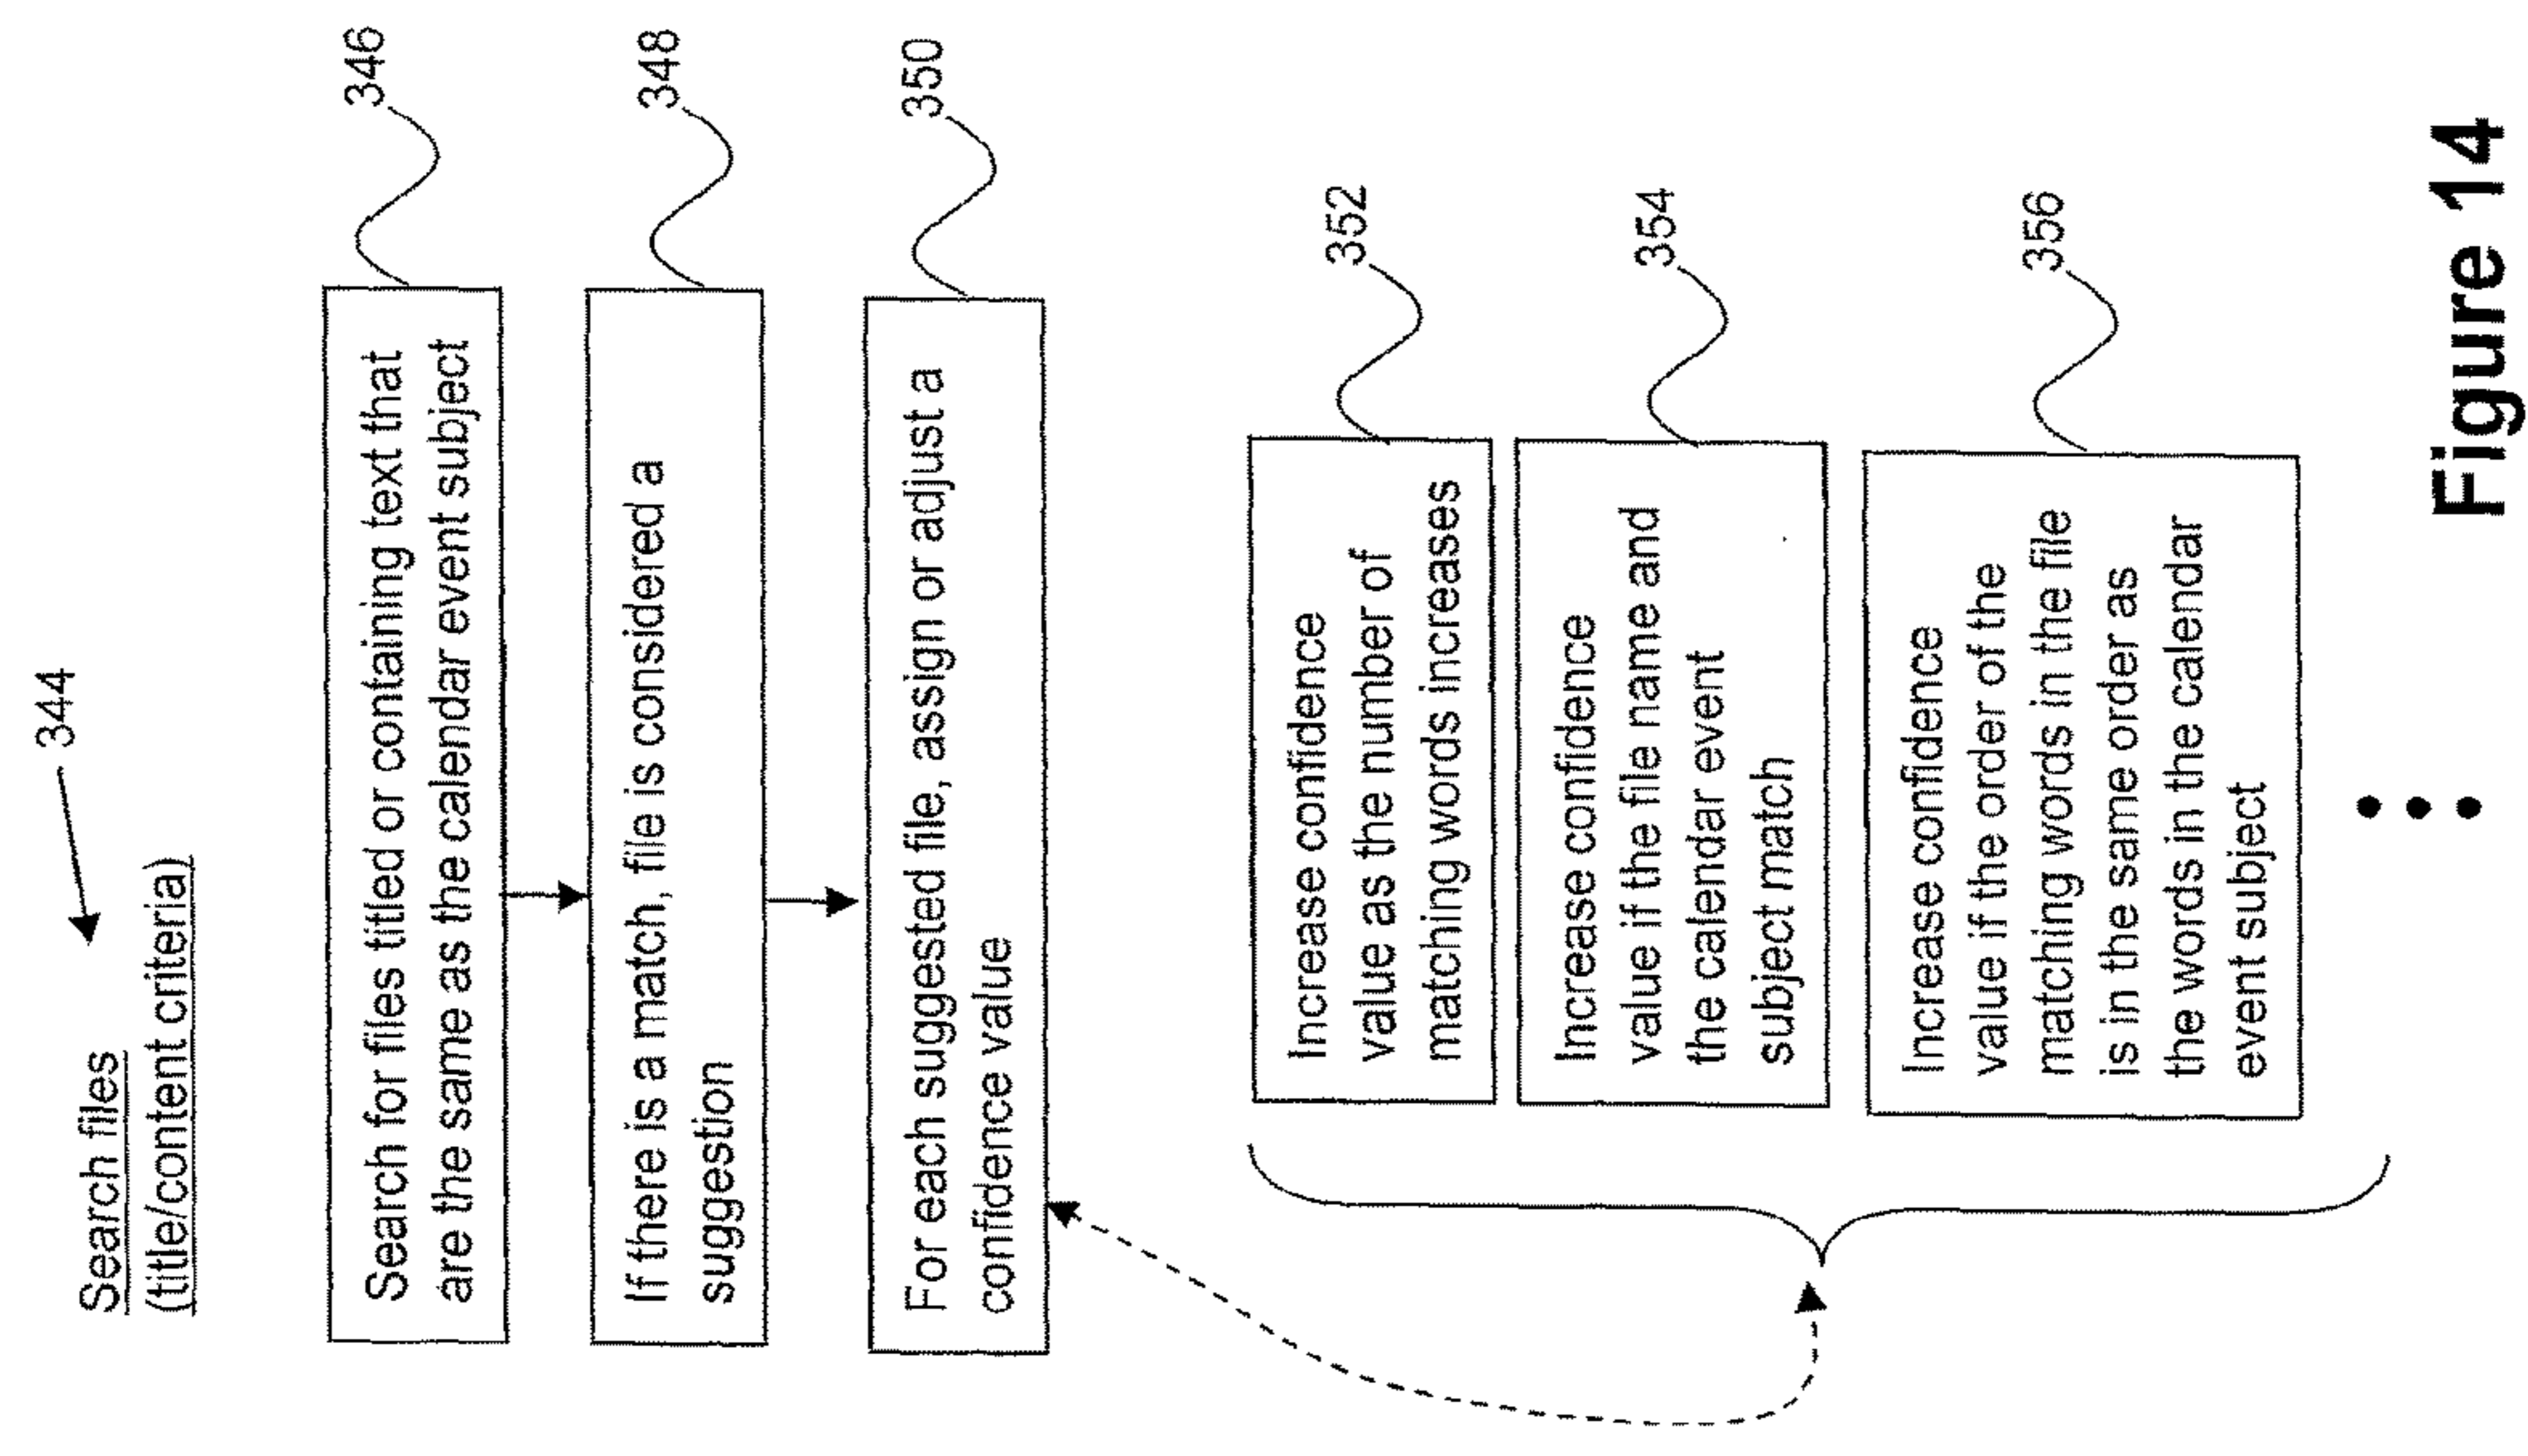 344
Search files
(title/content criteria)
346
Search for files titled or containing text that
are the same as the calendar event subject
348
If there is a match, file is considered a
suggestion
350
For each suggested file, assign or adjust a
confidence value
352
Increase confidence
value as the number of
matching words increases
354
Increase confidence
value if the file name and
the calendar event
subject match
356
Increase confidence
value if the order of the
matching words in the file
is in the same order as
the words in the calendar
event subject
Figure 14